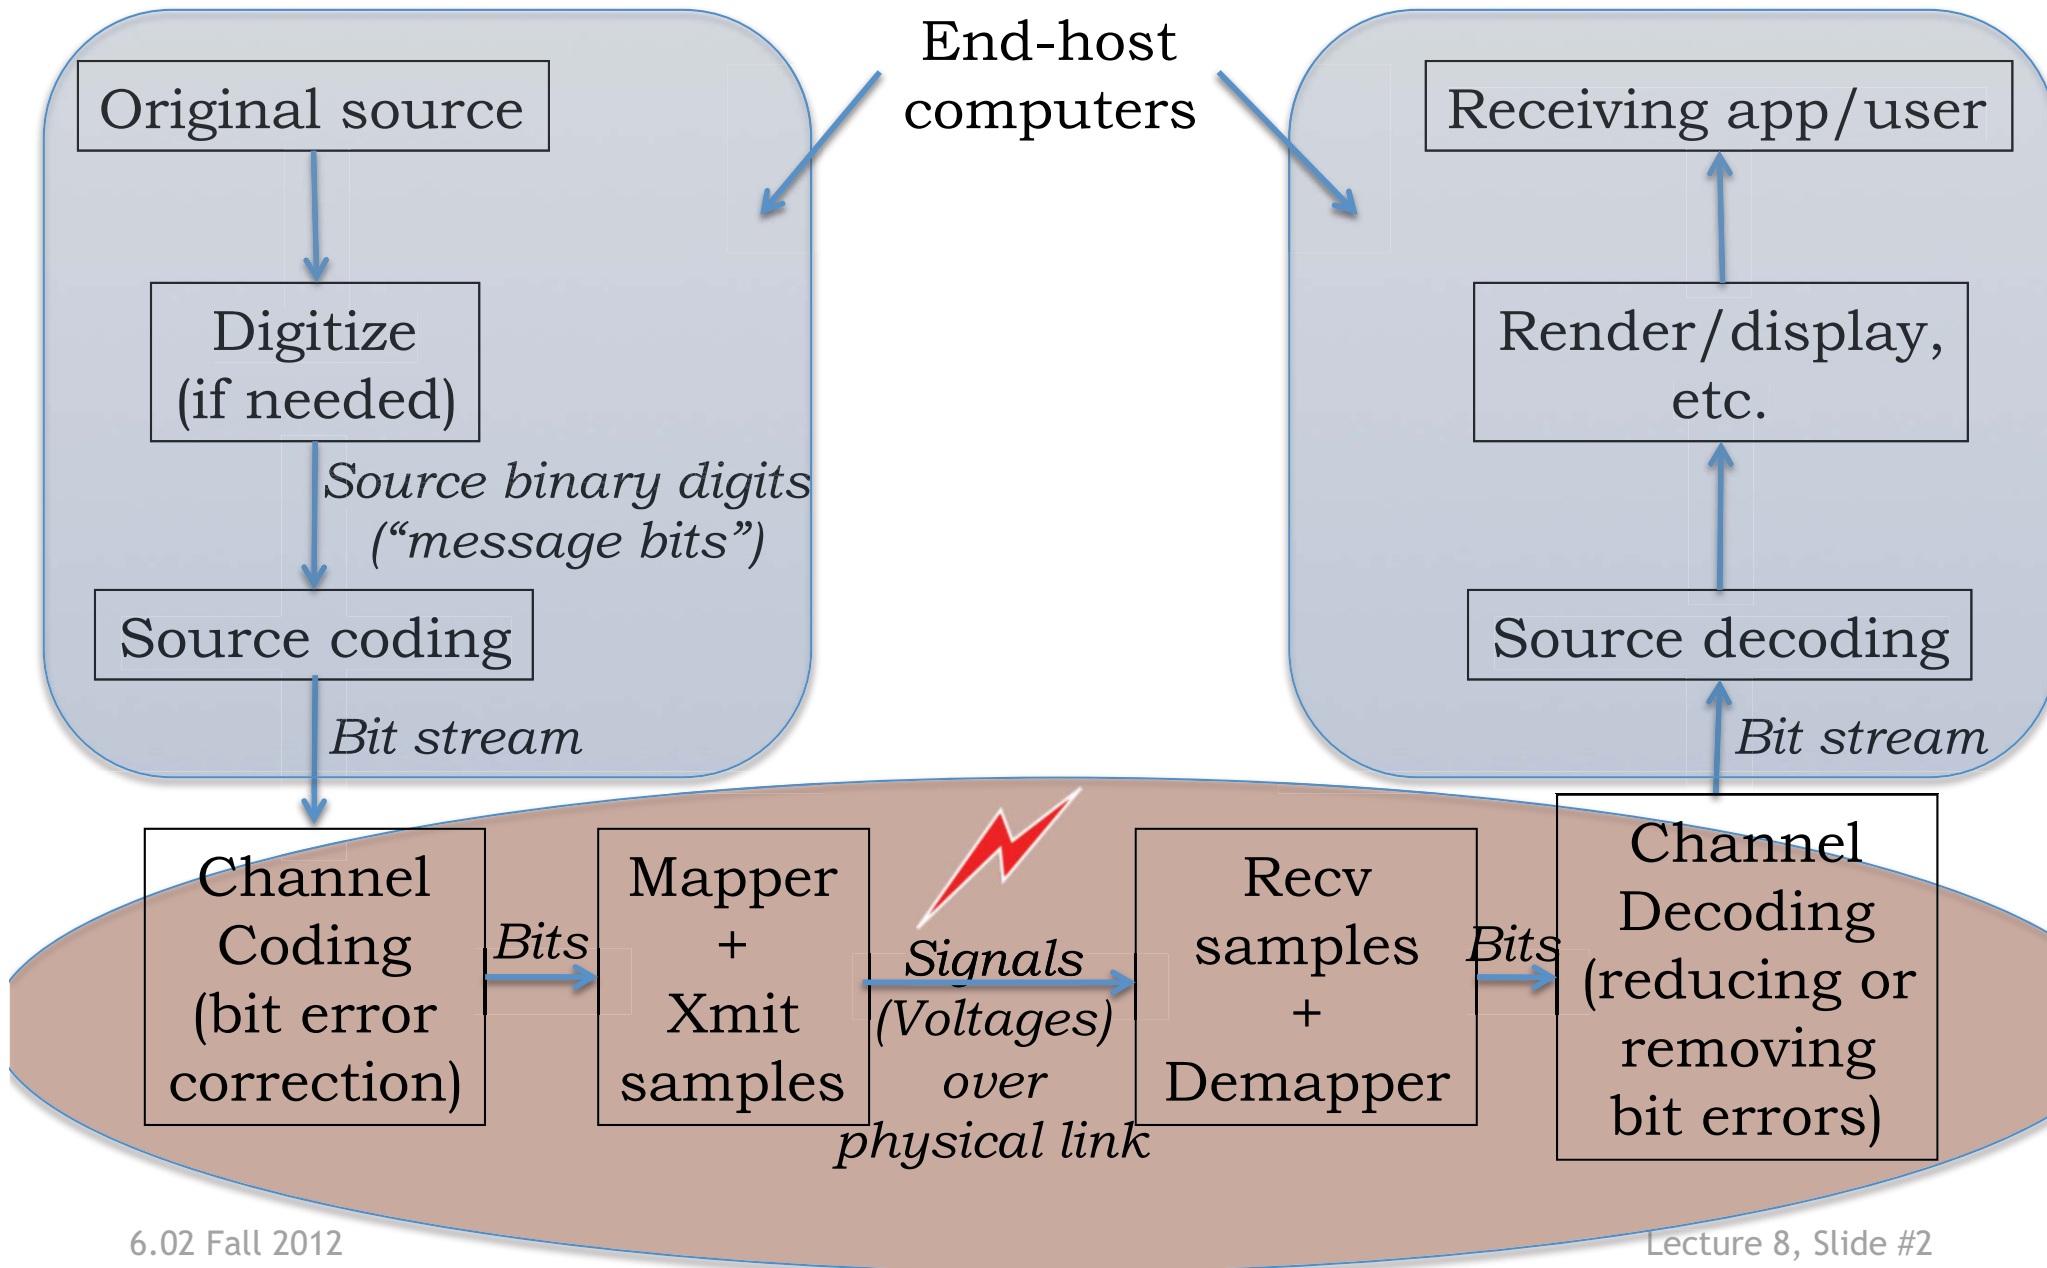 End-host
computers
Original source
Digitize
(if needed)
Source binary digits
(“message bits”)
Source coding
Bit stream
Receiving app/user
Render/display,
etc.
Source decoding
Bit stream
Channel
Coding
(bit error
correction)
Bits
Mapper
+
Xmit
samples
Signals
(Voltages)
over
physical link
Recv
samples
+
Demapper
Bits
Channel
Decoding
(reducing or
removing
bit errors)
6.02 Fall 2012
Lecture 8, Slide #2